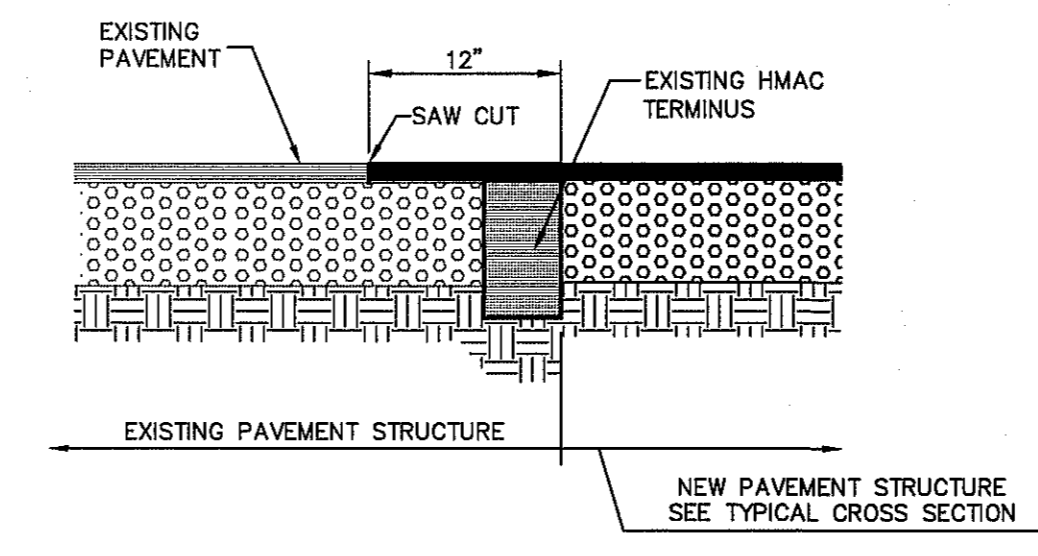 EXISTING
PAVEMENT
12"
EXISTING HMAC
TERMINUS
SAW CUT
EXISTING PAVEMENT STRUCTURE
NEW PAVEMENT STRUCTURE
SEE TYPICAL CROSS SECTION